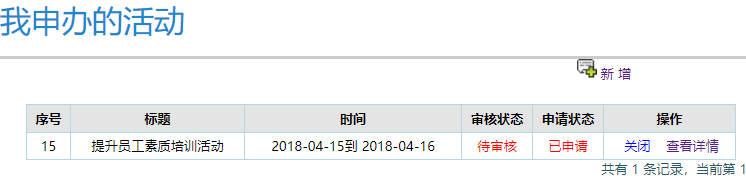 我申办的活动
新 增
序号 标题 时间 审核状态 申请状态 操作
15 提升员工素质培训活动 2018-04-15到 2018-04-16 待审核 已申请 关闭 查看详情
共有 1 条记录，当前第 1